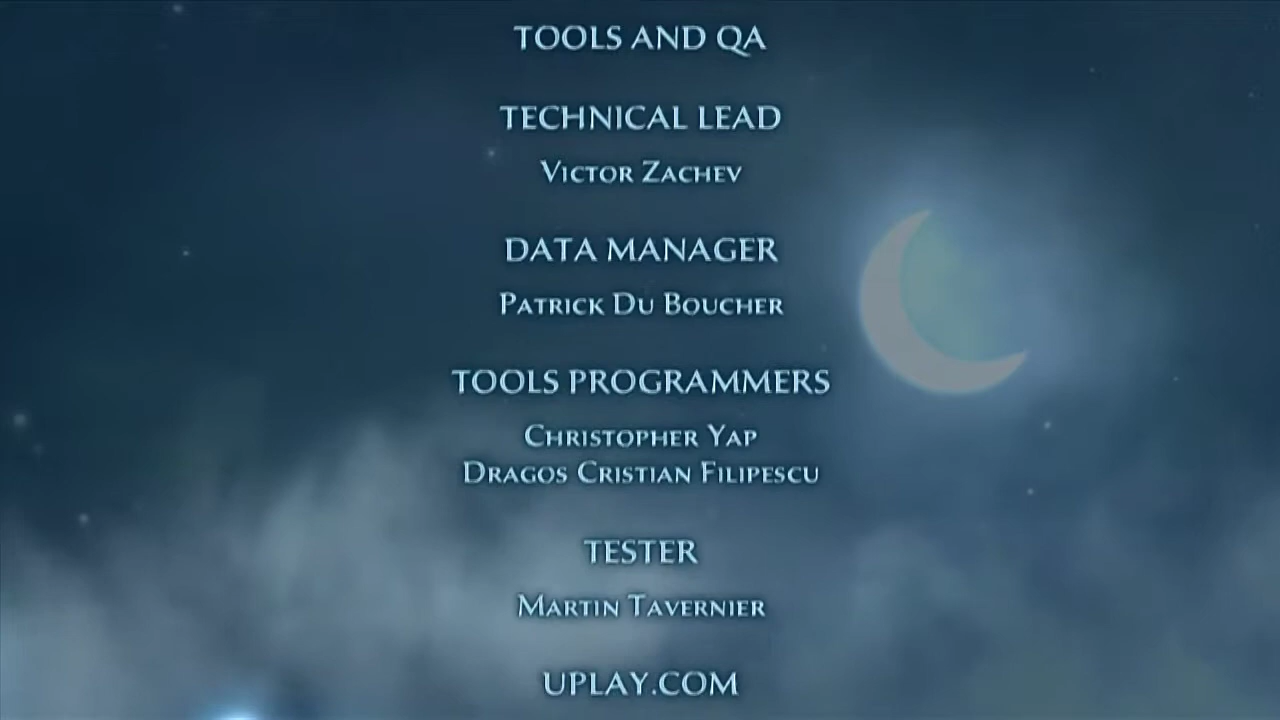 TOOLS AND QA
TECHNICAL LEAD
Victor Zachev
DATA MANAGER
Patrick Du Boucher
TOOLS PROGRAMMERS
Christopher Yap
Dragos Cristian Filipescu
TESTER
Martin Tavernier
UPLAY.COM